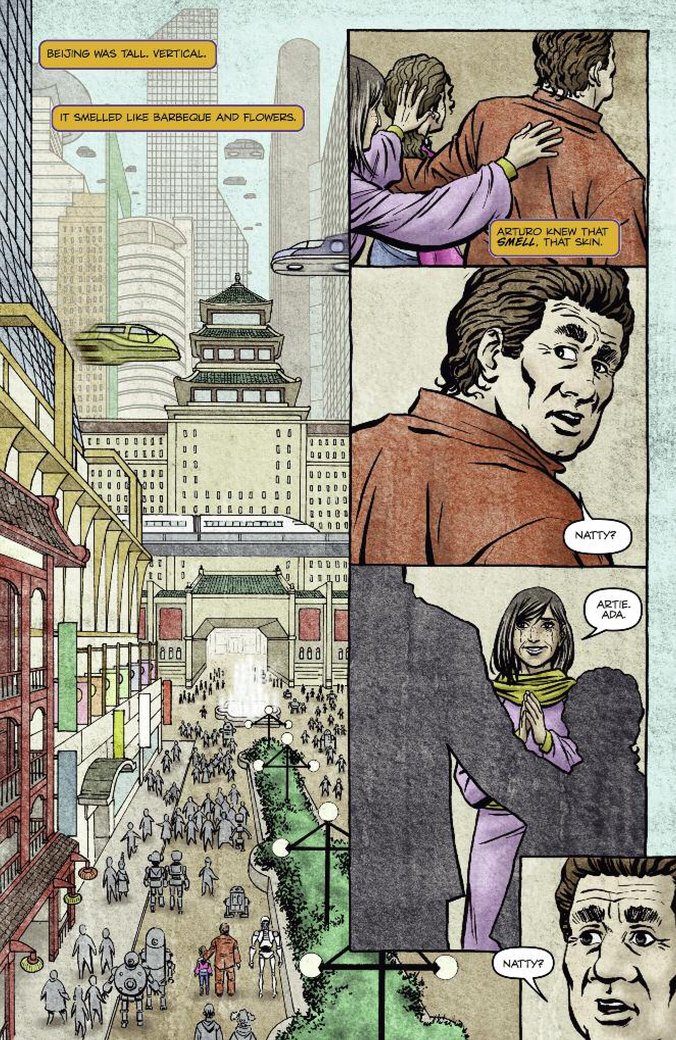 BEIJING WAS TALL. VERTICAL.
IT SMELLED LIKE BARBEQUE AND FLOWERS.
ARTURO KNEW THAT
SMELL, THAT SKIN.
NATTY?
ARTIE.
ADA.
NATTY?